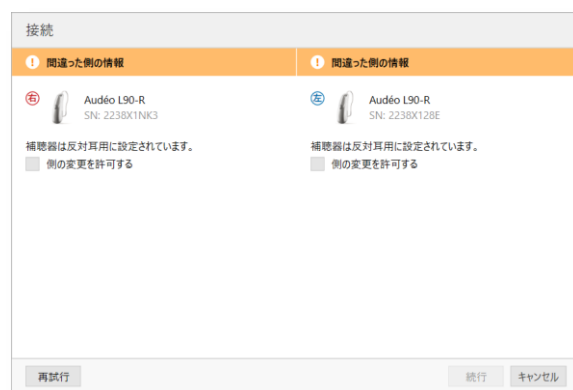 接続
間違った側の情報
右
Audéo L90-R
SN: 2238X1NK3
補聴器は反対耳用に設定されています。
側の変更を許可する
間違った側の情報
左
Audéo L90-R
SN: 2238X128E
補聴器は反対耳用に設定されています。
側の変更を許可する
再試行
続行
キャンセル